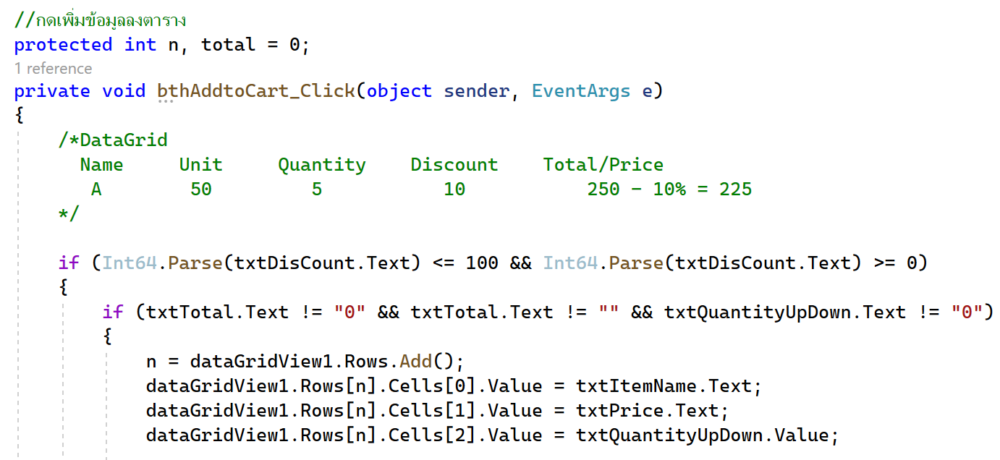 //กดเพิ่มข้อมูลลงตาราง
protected int n, total = 0;
1 reference
private void bthAddtoCart_Click(object sender, EventArgs e)
{
/*DataGrid
Name Unit Quantity Discount Total/Price
A 50 5 10 250 - 10% = 225
*/
if (Int64.Parse(txtDisCount.Text) <= 100 && Int64.Parse(txtDisCount.Text) >= 0)
{
if (txtTotal.Text != "0" && txtTotal.Text != "" && txtQuantityUpDown.Text != "0")
{
n = dataGridView1.Rows.Add();
dataGridView1.Rows[n].Cells[0].Value = txtItemName.Text;
dataGridView1.Rows[n].Cells[1].Value = txtPrice.Text;
dataGridView1.Rows[n].Cells[2].Value = txtQuantityUpDown.Value;